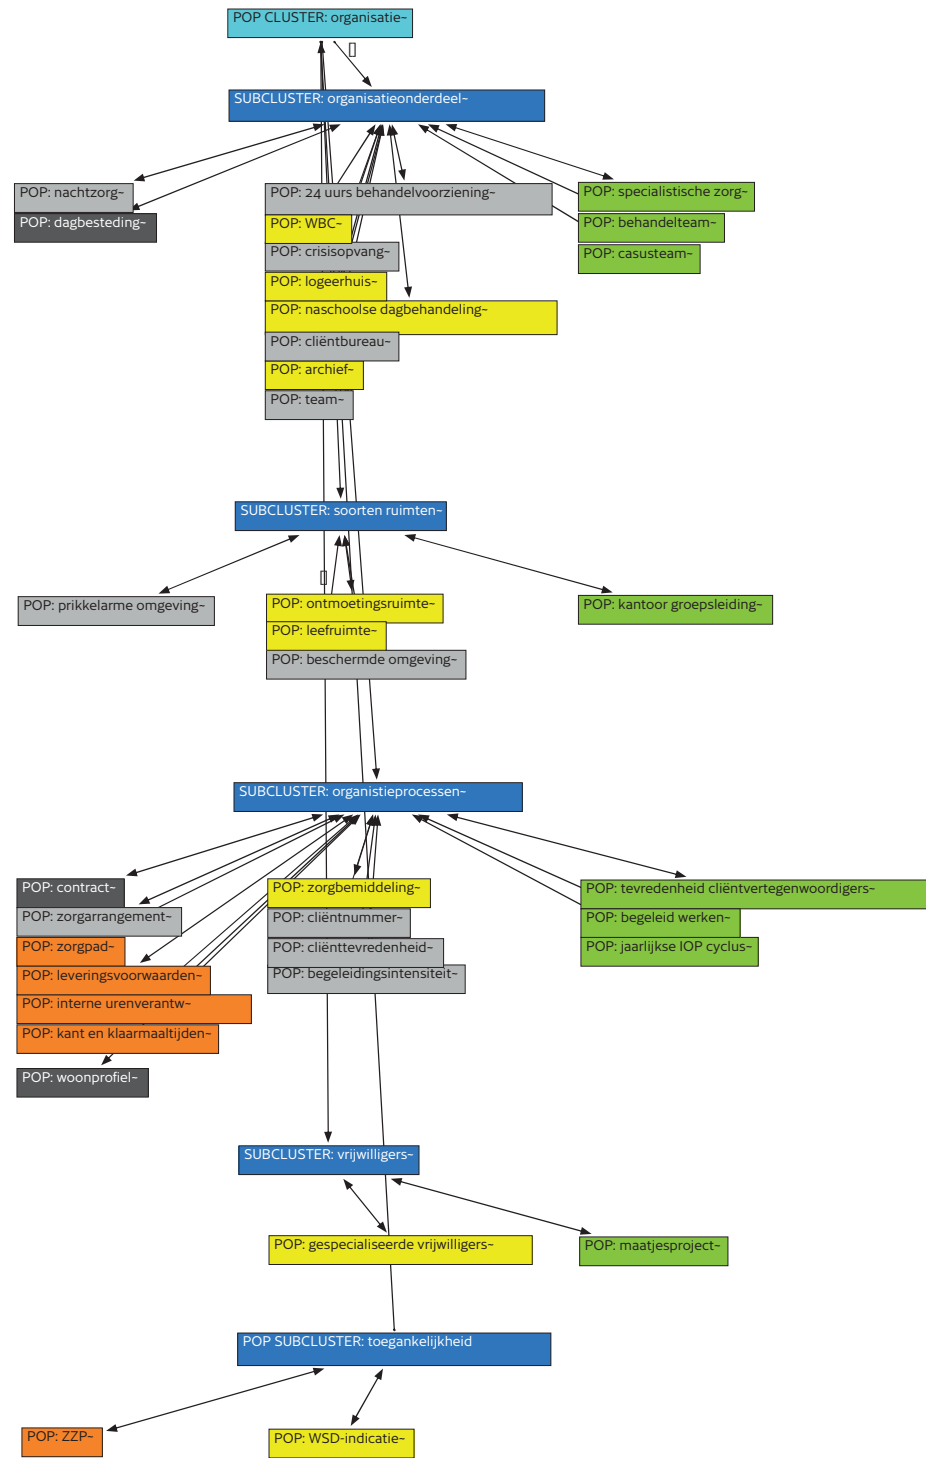 POP CLUSTER: organisatie~
SUBCLUSTER: organisatieonderdeel~
POP: nachtzorg~
POP: dagbesteding~
POP: 24 uurs behandelvoorziening~
POP: WBC~
POP: crisisopvang~
POP: logeerhuis~
POP: naschoolse dagbehandeling~
POP: cliëntbureau~
POP: archief~
POP: team~
POP: specialistische zorg~
POP: behandelteam~
POP: casusteam~
SUBCLUSTER: soorten ruimten~
POP: prikkelarme omgeving~
POP: ontmoetingsruimte~
POP: leefruimte~
POP: beschermde omgeving~
POP: kantoor groepsleiding~
SUBCLUSTER: organistieprocessen~
POP: contract~
POP: zorgarrangement~
POP: zorgpad~
POP: leveringsvoorwaarden~
POP: interne urenverantw~
POP: kant en klaarmaaltijden~
POP: woonprofiel~
POP: zorgbemiddeling~
POP: cliëntnummer~
POP: cliënttevredenheid~
POP: begeleidingsintensiteit~
POP: tevredenheid cliëntvertegenwoordigers~
POP: begeleid werken~
POP: jaarlijkse IOP cyclus~
SUBCLUSTER: vrijwilligers~
POP: gespecialiseerde vrijwilligers~
POP: maatjesproject~
POP SUBCLUSTER: toegankelijkheid
POP: ZZP~
POP: WSD-indicatie~